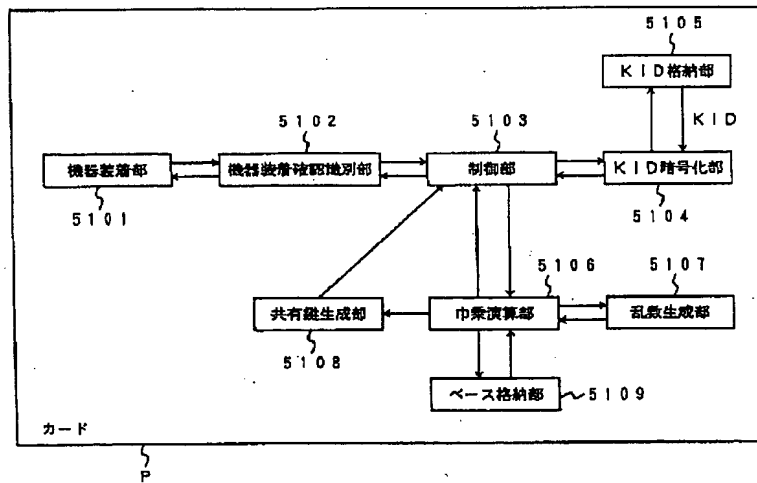 5105
KID格納部
KID
5102
5103
機器装着部
機器装着確認識別部
制御部
KID暗号化部
5101
5104
5106
5107
共有鍵生成部
巾乗演算部
乱数生成部
5108
ベース格納部
5109
カード
P